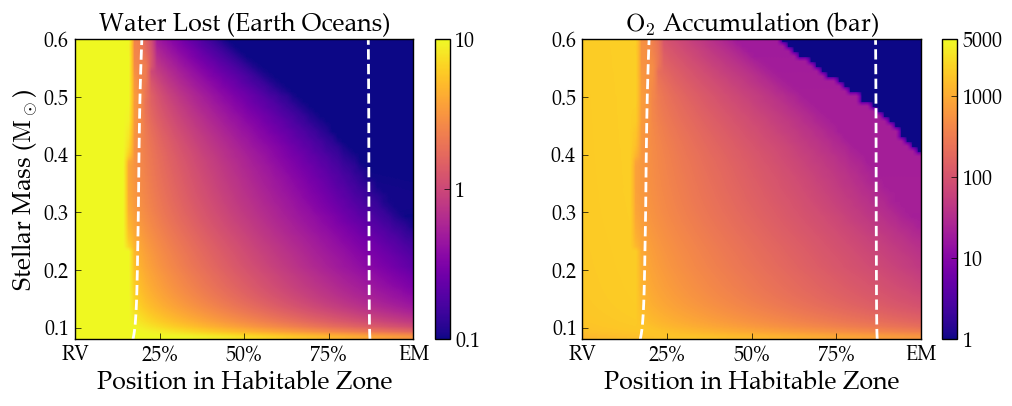 Water Lost (Earth Oceans)
Stellar Mass (M⊙)
0.6
0.5
0.4
0.3
0.2
0.1
RV
25%
50%
75%
EM
Position in Habitable Zone
10
1
0.1
O₂ Accumulation (bar)
0.6
0.5
0.4
0.3
0.2
0.1
RV
25%
50%
75%
EM
Position in Habitable Zone
5000
1000
100
10
1